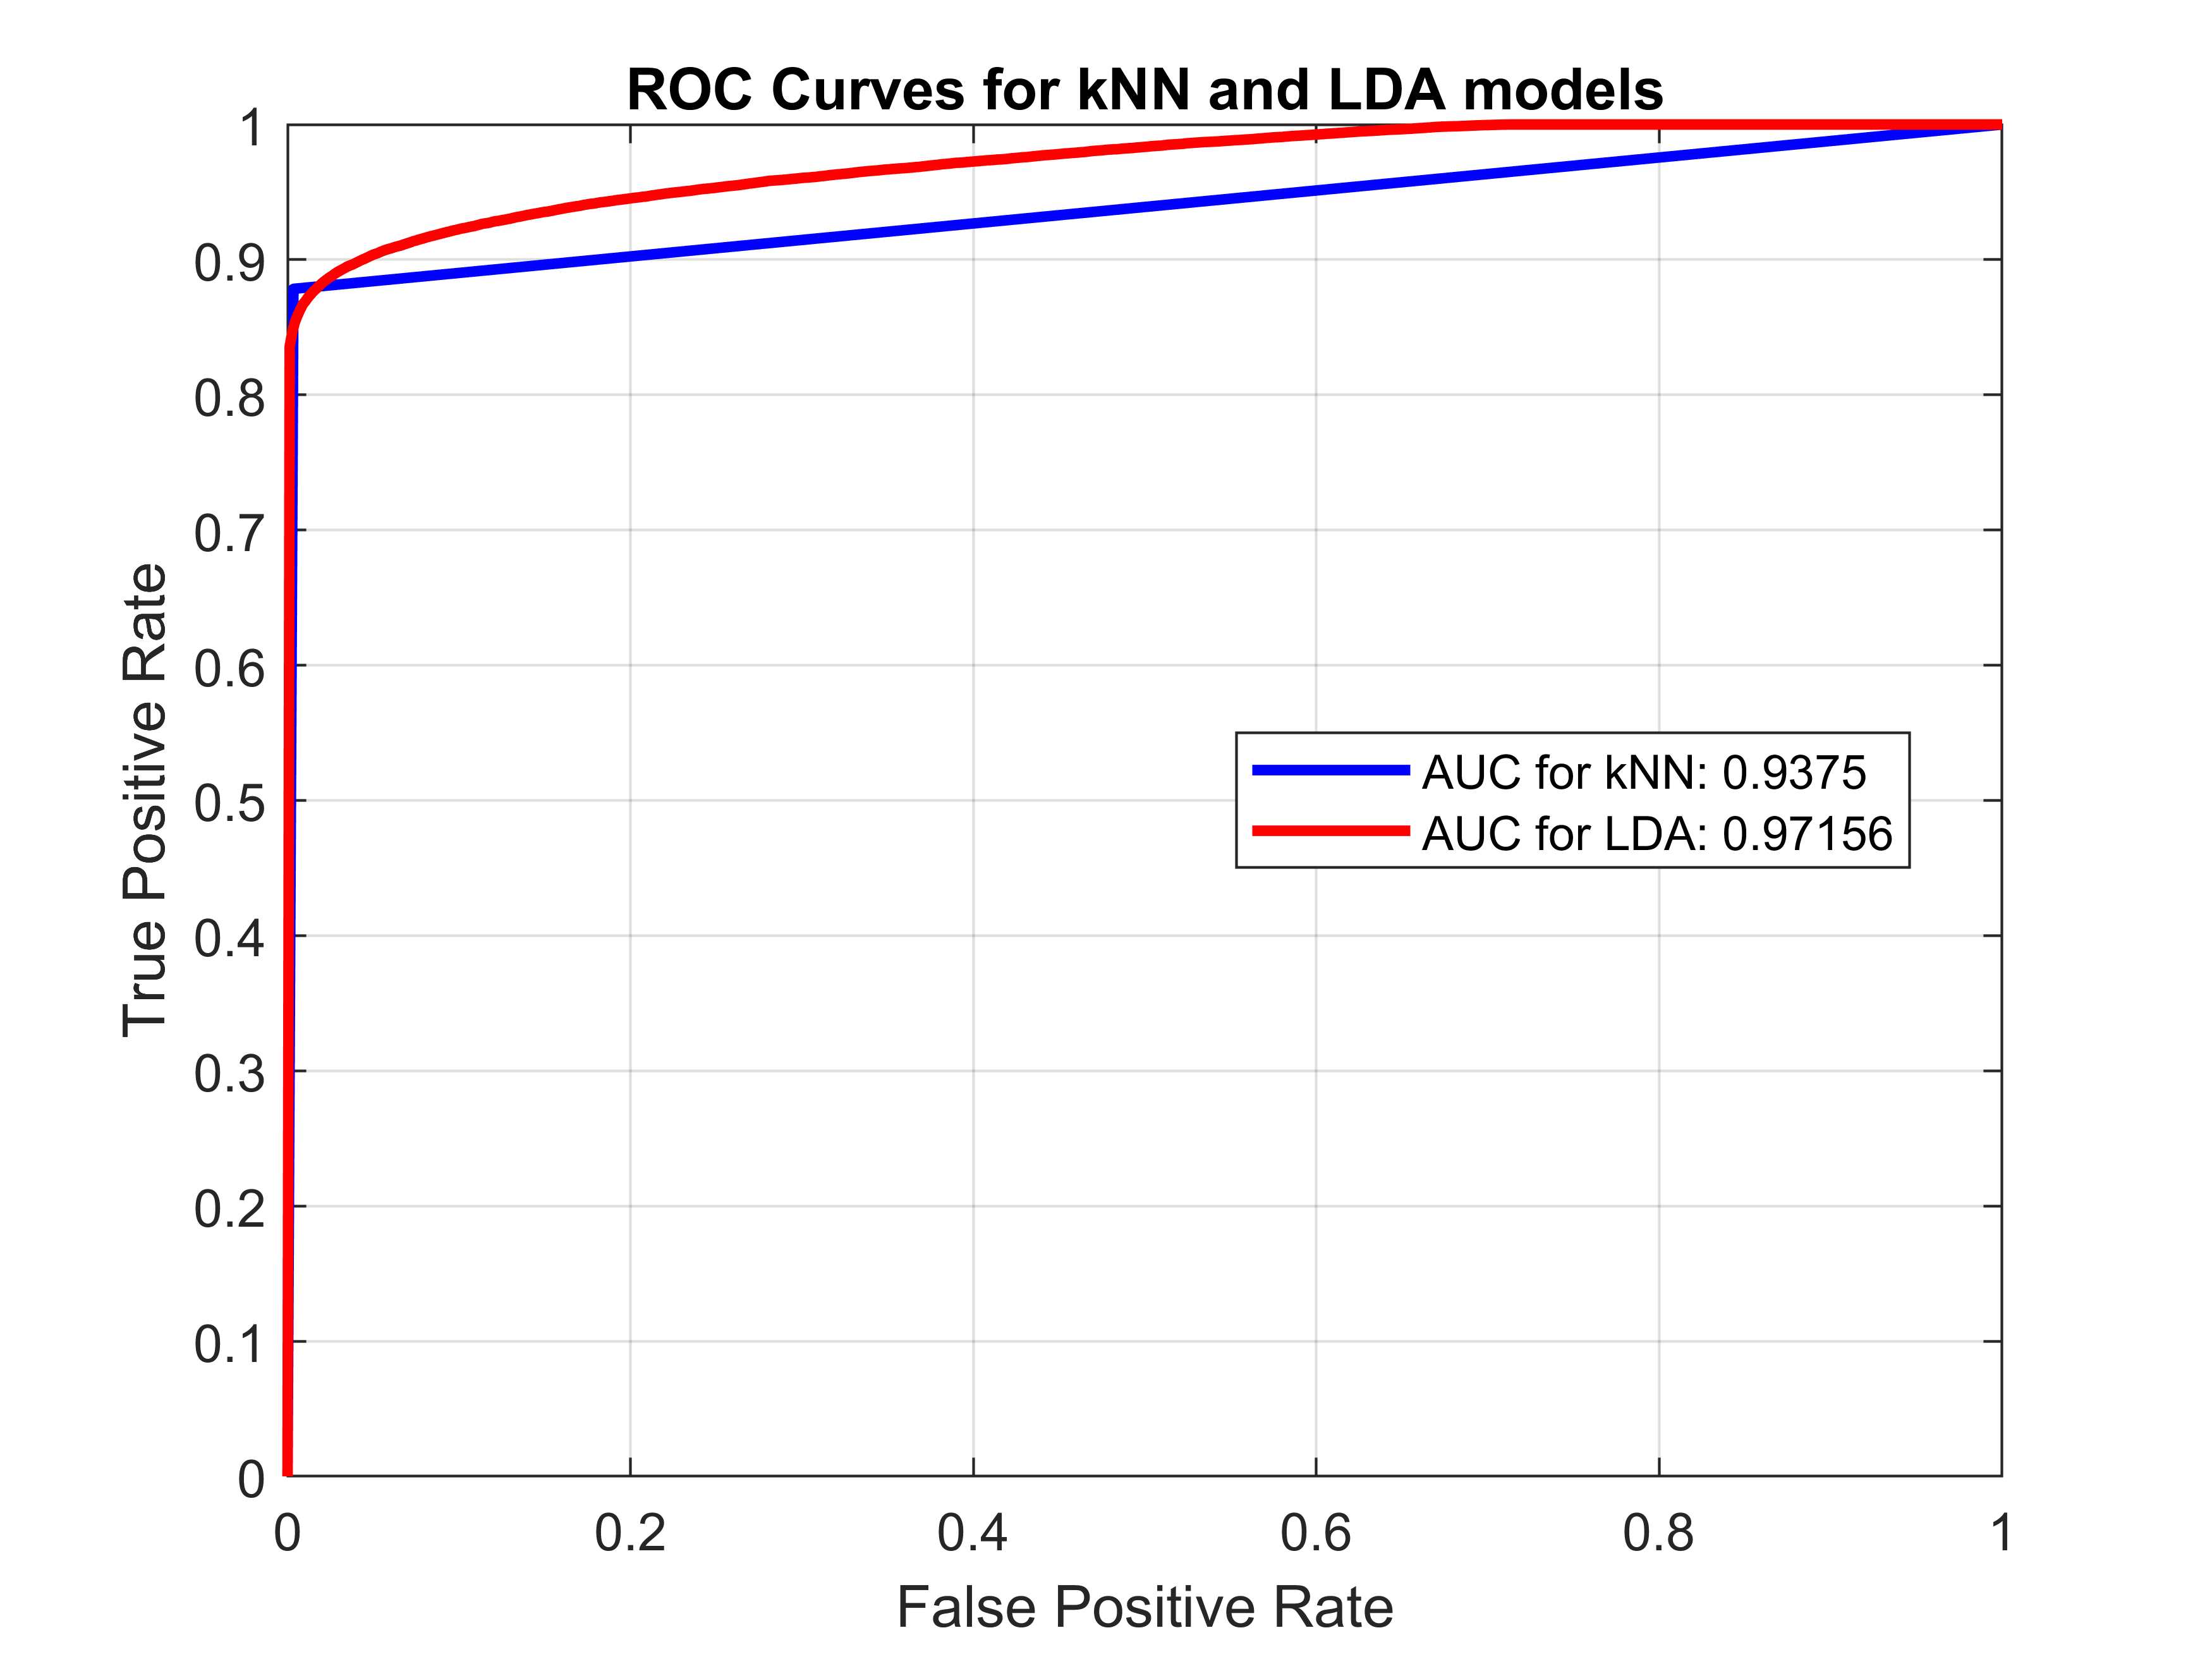 ROC Curves for kNN and LDA models
1
0.9
0.8
0.7
0.6
0.5
0.4
0.3
0.2
0.1
0
True Positive Rate
AUC for kNN: 0.9375
AUC for LDA: 0.97156
0 0.2 0.4 0.6 0.8 1
False Positive Rate